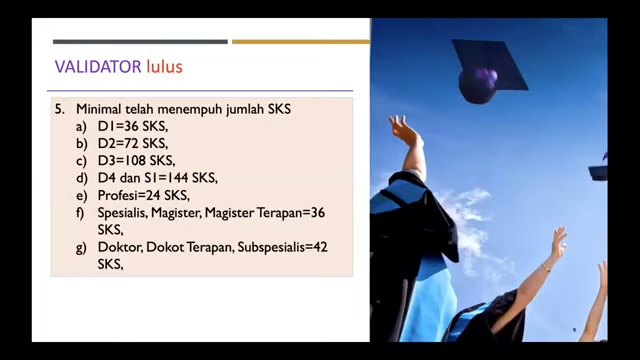 VALIDATOR lulus
5. Minimal telah menempuh jumlah SKS
a) D1=36 SKS,
b) D2=72 SKS,
c) D3=108 SKS,
d) D4 dan S1=144 SKS,
e) Profesi=24 SKS,
f) Spesialis, Magister, Magister Terapan=36
SKS,
g) Doktor, Dokot Terapan, Subspesialis=42
SKS,